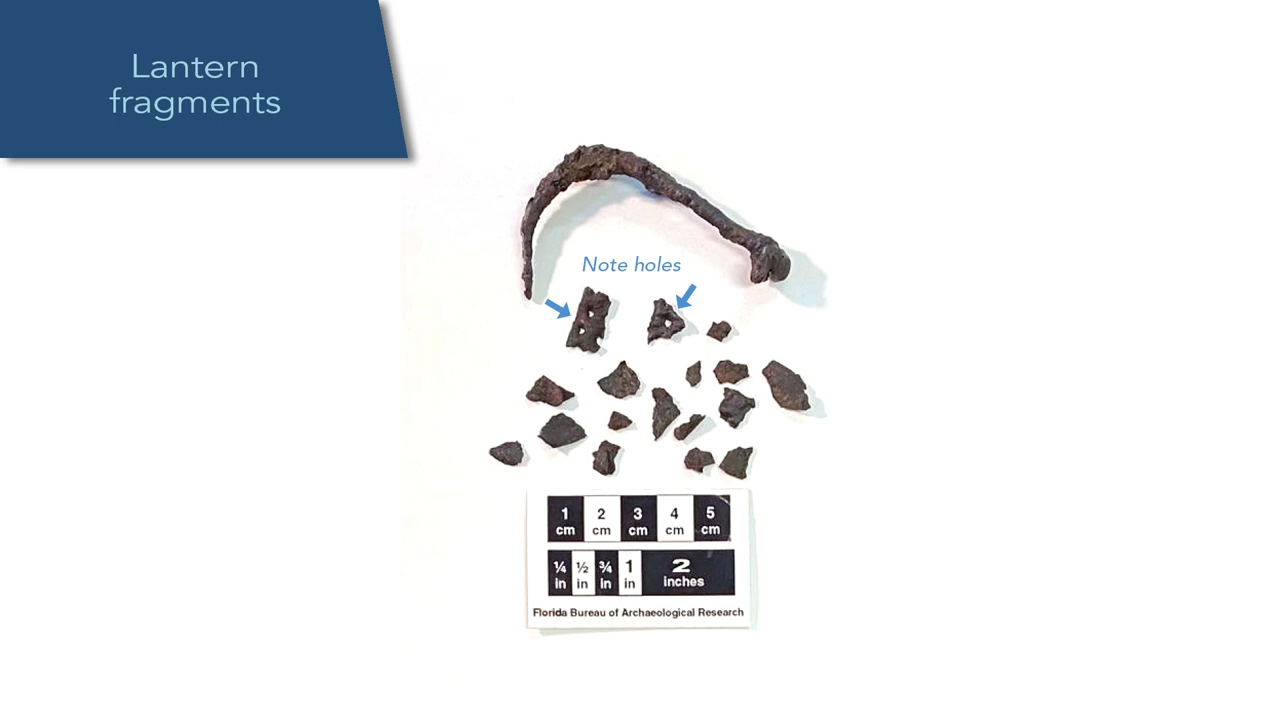 Lantern
fragments
Note holes
1 2 3 4 5
cm cm cm cm cm
¼ ½ ¾ 1 2
in in in in inches
Florida Bureau of Archaeological Research